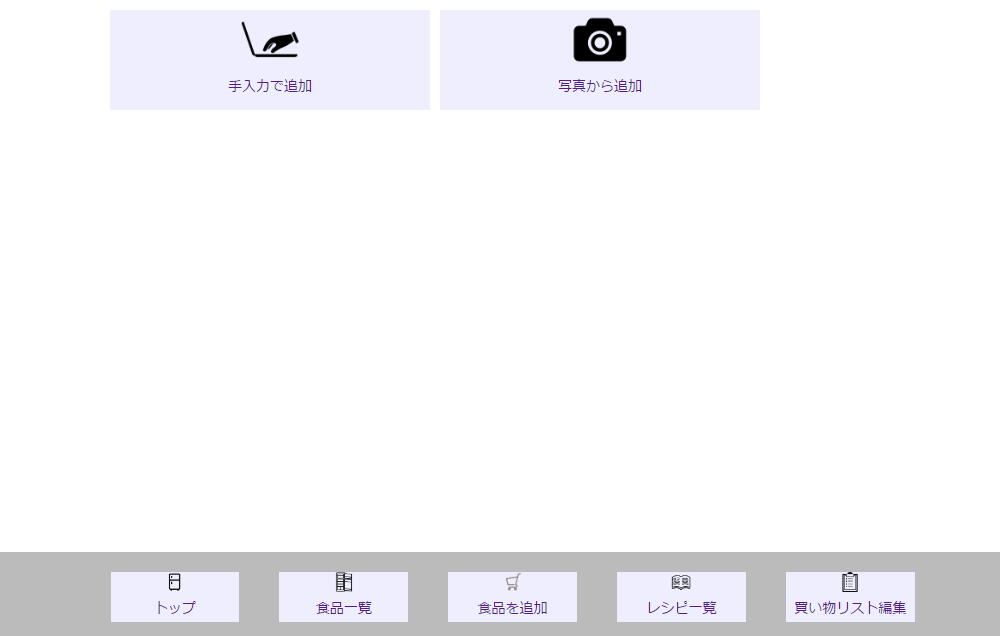 手入力で追加
写真から追加
トップ
食品一覧
食品を追加
レシピ一覧
買い物リスト編集